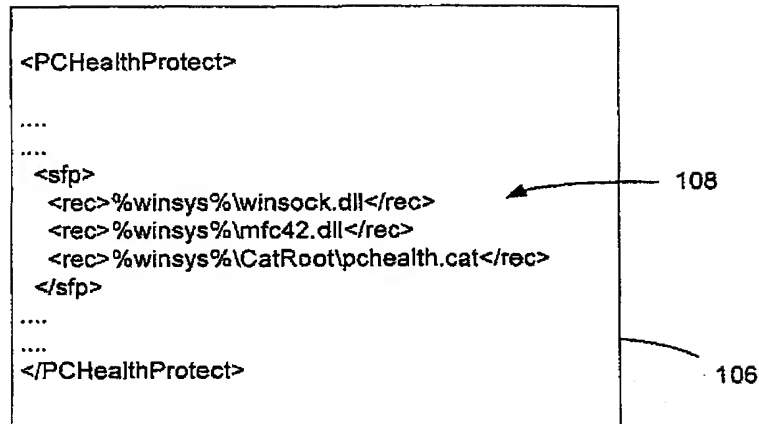 <PCHealthProtect>
....
....
<sfp>
<rec>%winsys%\winsock.dll</rec>
<rec>%winsys%\mfc42.dll</rec>
<rec>%winsys%\CatRoot\pchealth.cat</rec>
</sfp>
....
....
</PCHealthProtect>
108
106